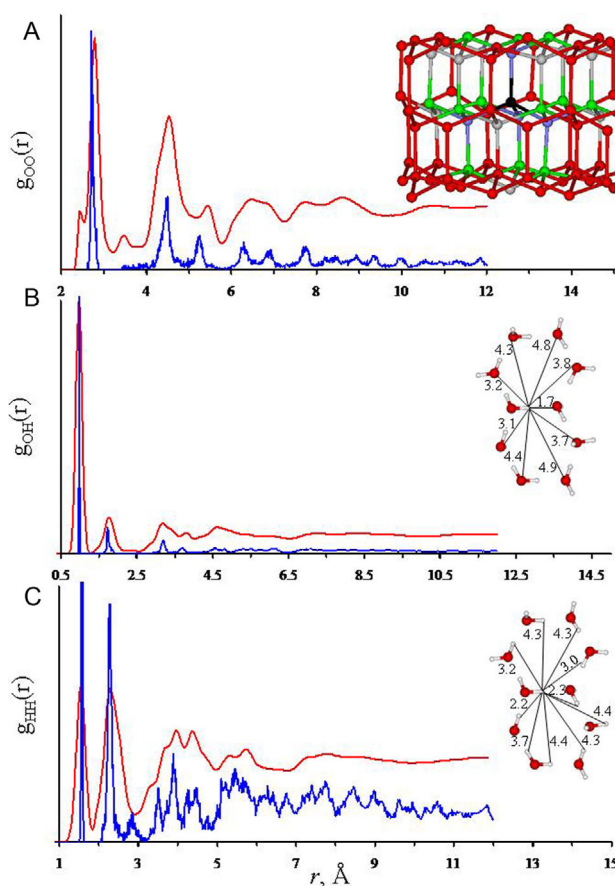 A
g_OO(r)
2 4 6 8 10 12 14
B
g_OH(r)
4.3 4.8
3.2 3.8
1.7
3.1 3.7
4.4 4.9
0.5 2.5 4.5 6.5 8.5 10.5 12.5 14.5
C
g_HH(r)
4.3 4.3
3.2 3.0
2.3
2.2 4.4
3.7 4.4 4.3
1 3 5 7 9 11 13 15
r, Å